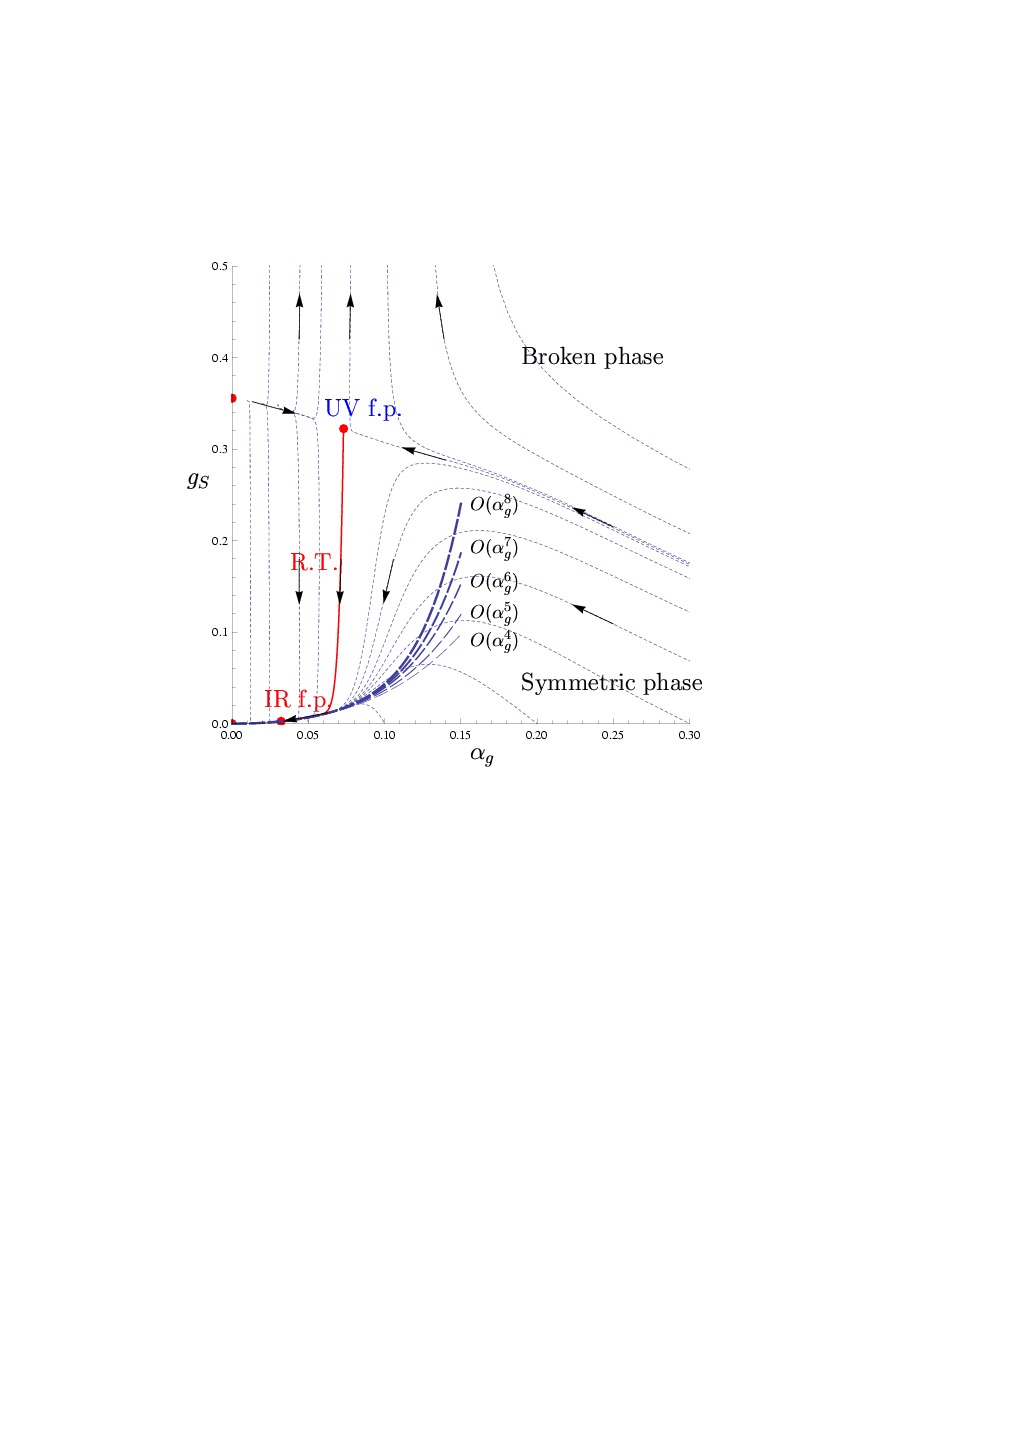 0.5
Broken phase
0.4
UV f.p.
0.3
g_S
O(α_g^8)
0.2
O(α_g^7)
R.T.
O(α_g^6)
O(α_g^5)
0.1
O(α_g^4)
Symmetric phase
IR f.p.
0.0
0.00 0.05 0.10 0.15 0.20 0.25 0.30
α_g